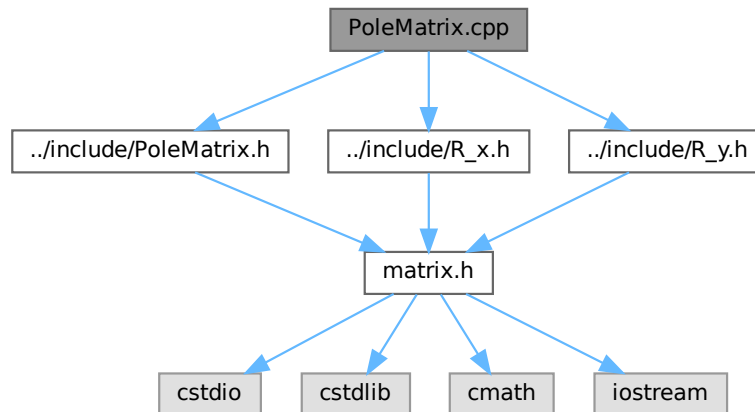 PoleMatrix.cpp
../include/PoleMatrix.h
../include/R_x.h
../include/R_y.h
matrix.h
cstdio
cstdlib
cmath
iostream